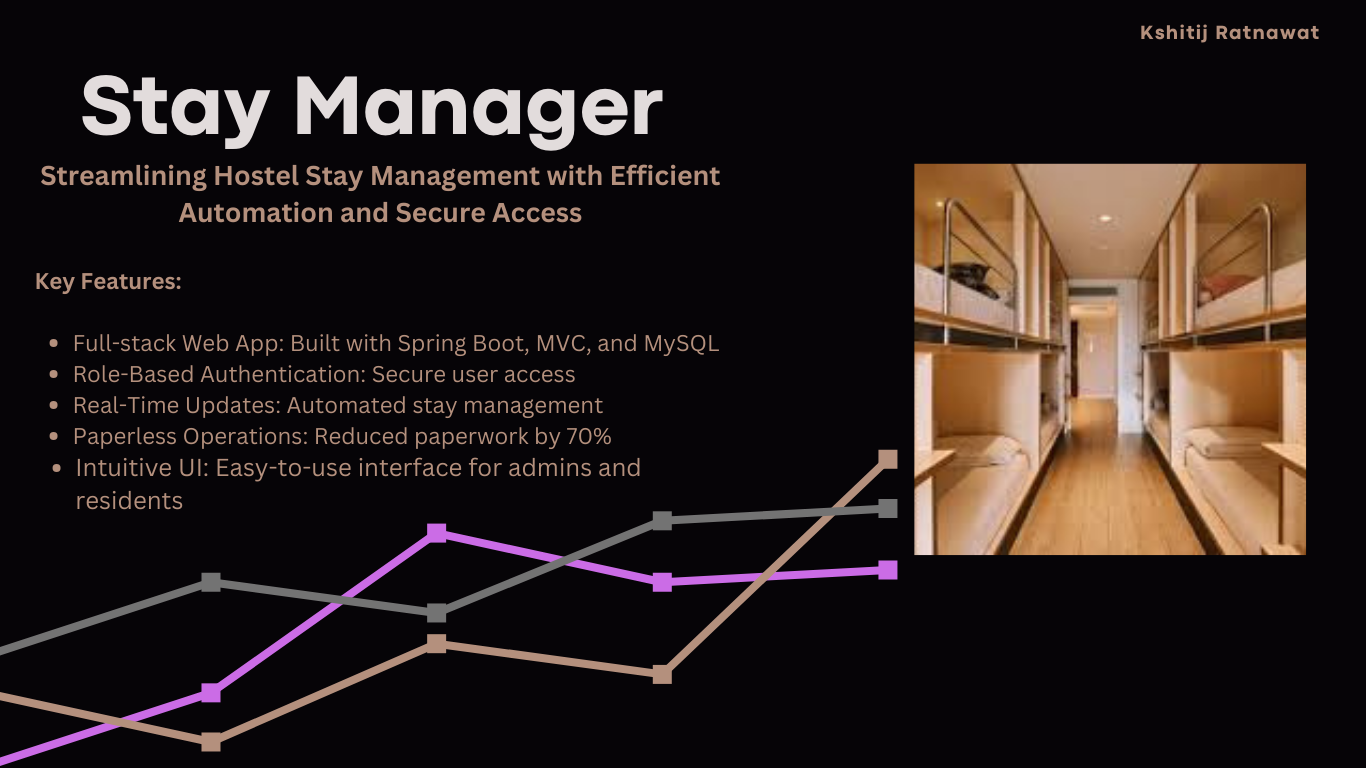 Kshitij Ratnawat
Stay Manager
Streamlining Hostel Stay Management with Efficient
Automation and Secure Access
Key Features:
• Full-stack Web App: Built with Spring Boot, MVC, and MySQL
• Role-Based Authentication: Secure user access
• Real-Time Updates: Automated stay management
• Paperless Operations: Reduced paperwork by 70%
• Intuitive UI: Easy-to-use interface for admins and
residents